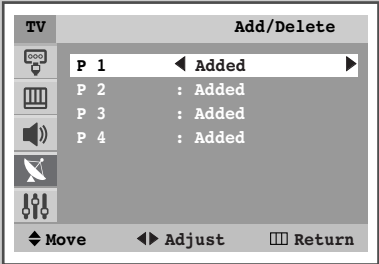 TV Add/Delete
P 1 Added
P 2 : Added
P 3 : Added
P 4 : Added
Move Adjust Return